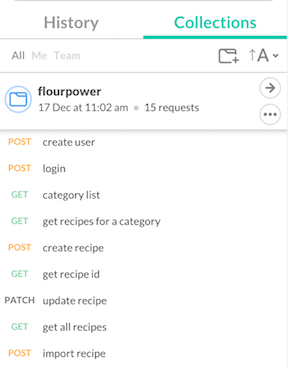 History Collections
All Me Team
A
flourpower
17 Dec at 11:02 am 15 requests
POST create user
POST login
GET category list
GET get recipes for a category
POST create recipe
GET get recipe id
PATCH update recipe
GET get all recipes
POST import recipe